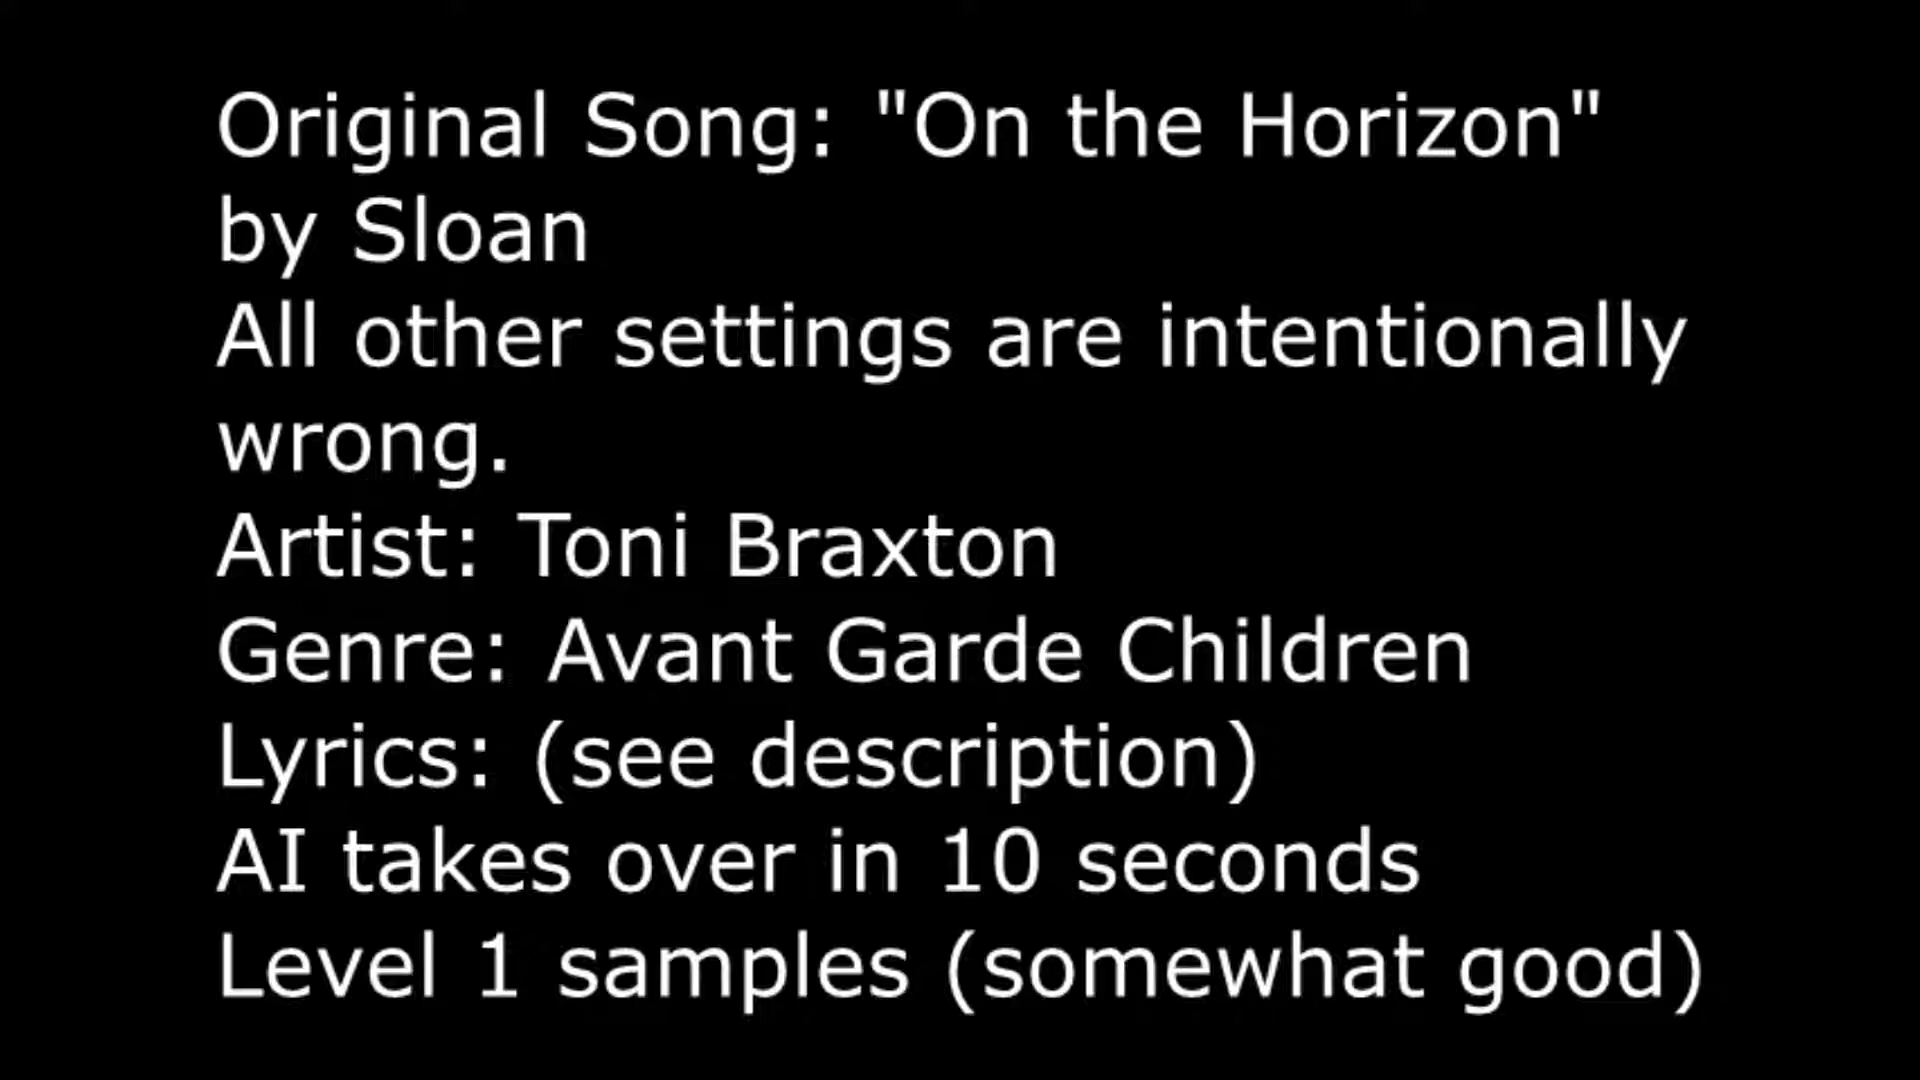 Original Song: "On the Horizon"
by Sloan
All other settings are intentionally
wrong.
Artist: Toni Braxton
Genre: Avant Garde Children
Lyrics: (see description)
AI takes over in 10 seconds
Level 1 samples (somewhat good)